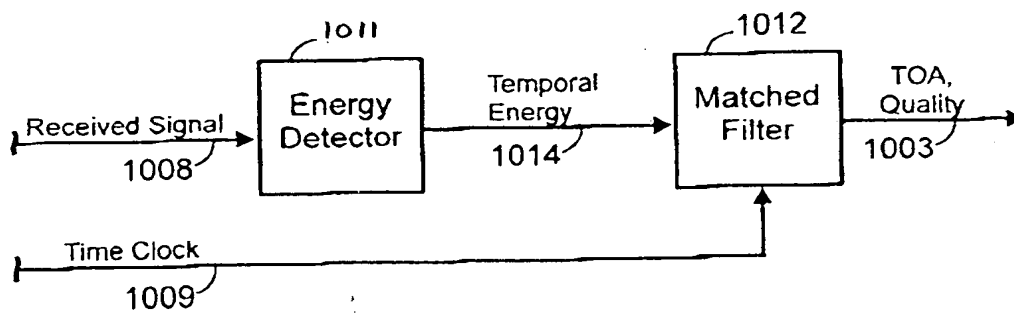 1011
1012
Received Signal
1008
Energy
Detector
Temporal
Energy
1014
Matched
Filter
TOA,
Quality
1003
Time Clock
1009